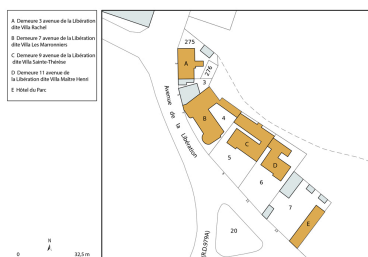 A Demeure 3 avenue de la Libération
dite Villa Rachel
B Demeure 7 avenue de la Libération
dite Villa Les Marronniers
C Demeure 9 avenue de la Libération
dite Villa Sainte-Thérèse
D Demeure 11 avenue de
la Libération dite Villa Maître Henri
E Hôtel du Parc
275
A
276
3
Avenue de la Libération
B
4
C
5
D
6
7
E
20
(R.D.979A)
N
0 32,5 m